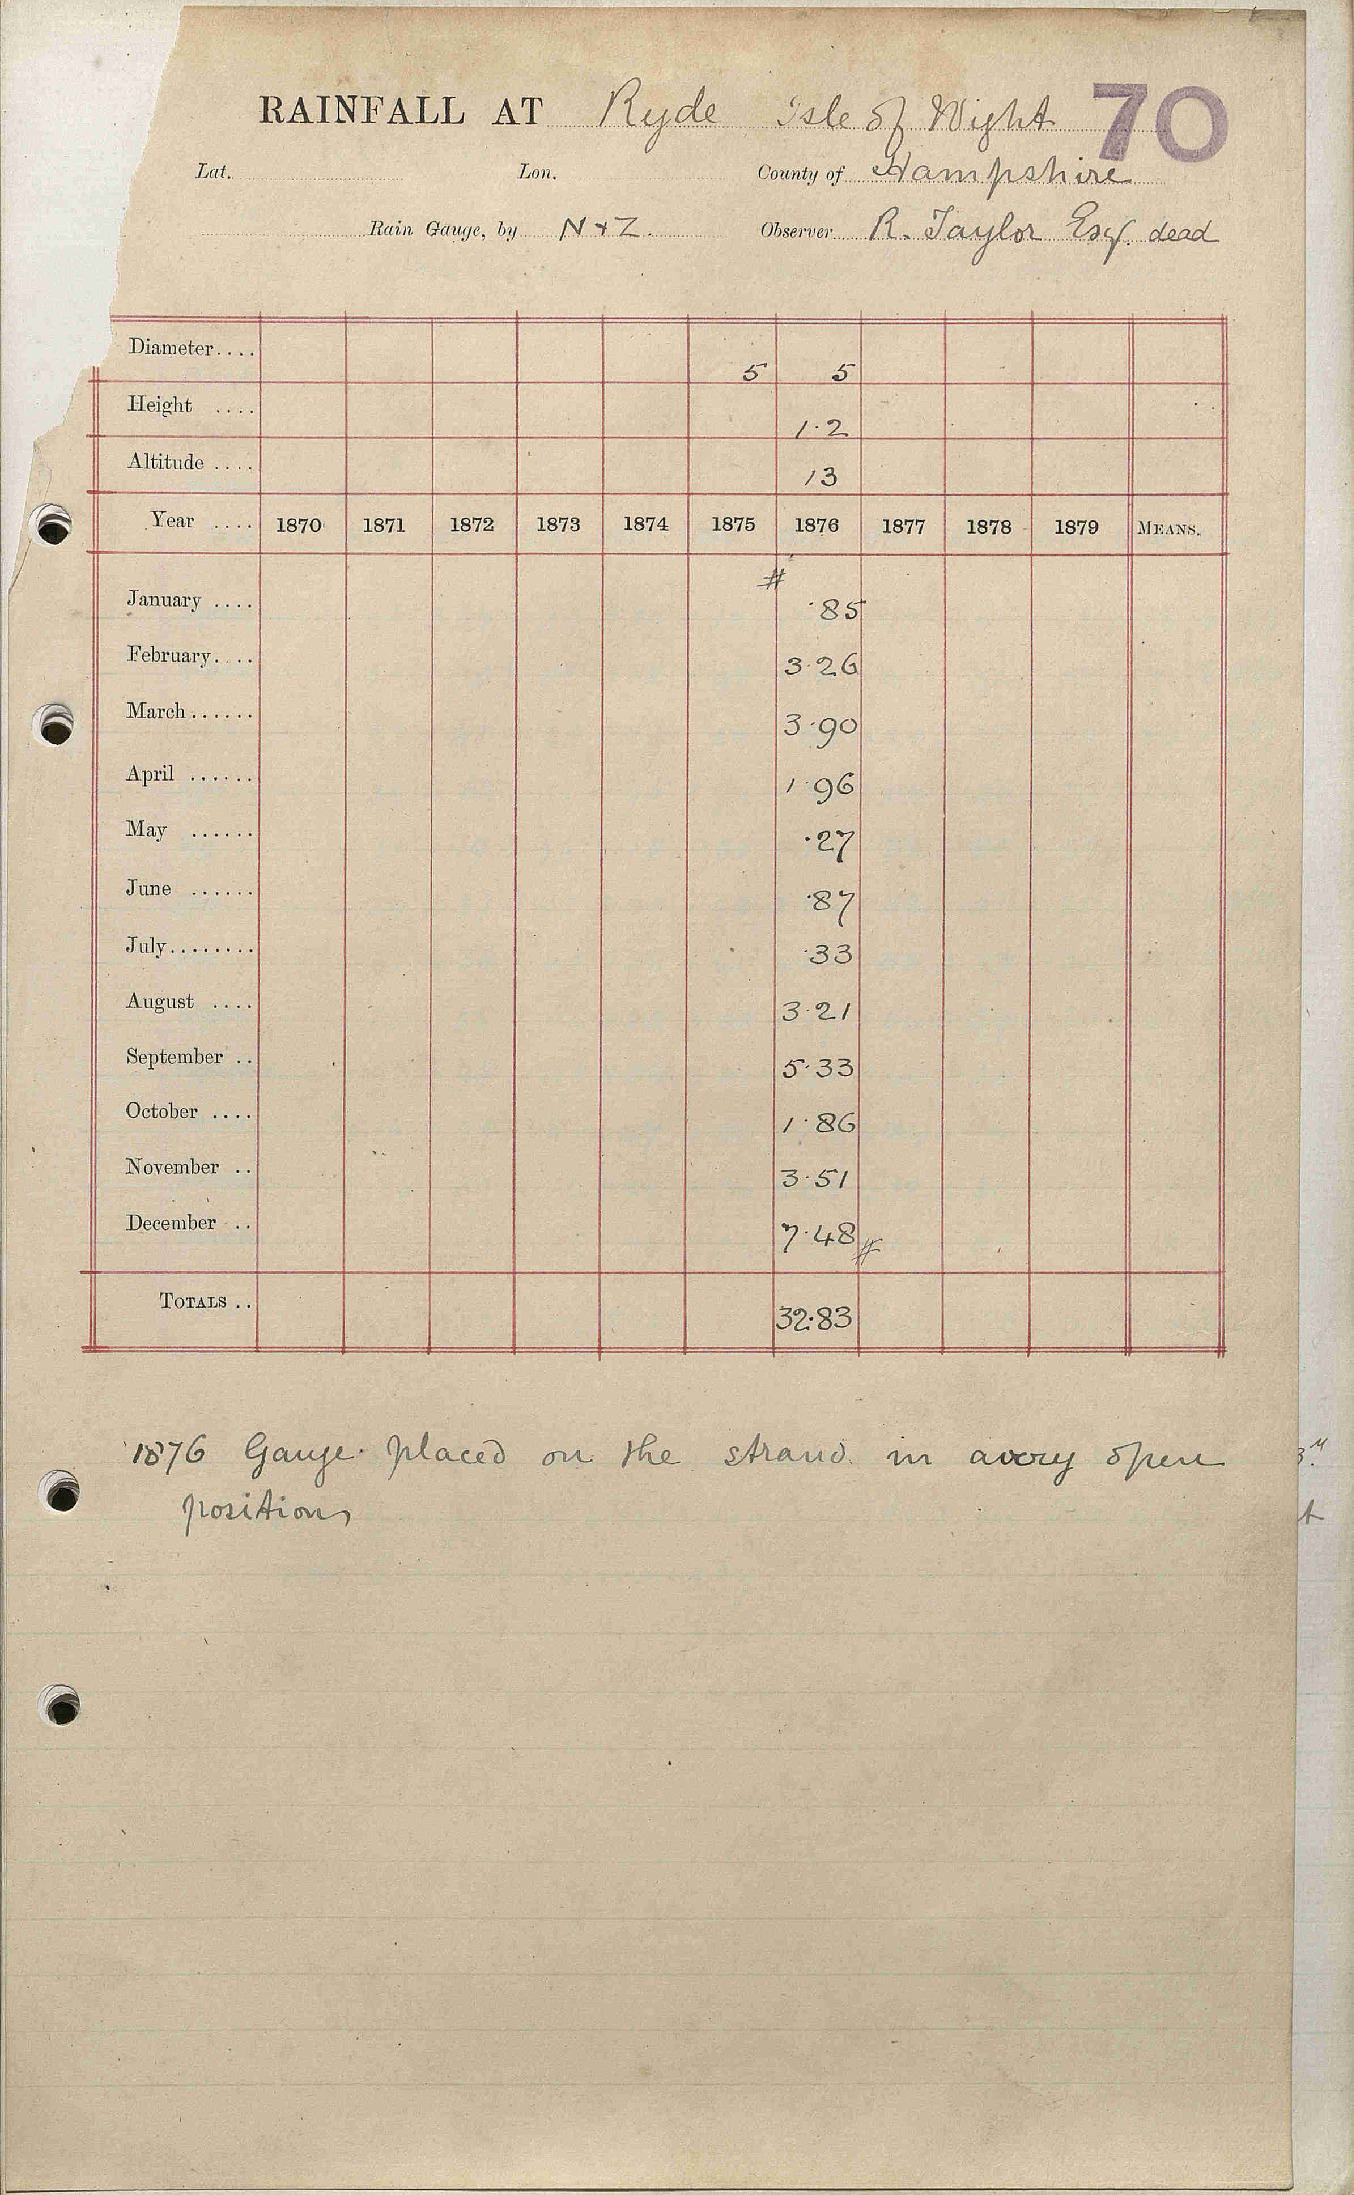 RAINFALL AT Ryde Isle of Wight 70
Lat. Lon. County of Hampshire
Rain Gauge, by N + Z. Observer R. Taylor Esq. dead
Diameter.... 5 5
Height .... 1.2
Altitude .... 13
Year .... 1870 1871 1872 1873 1874 1875 1876 1877 1878 1879 MEANS.
#
January .... .85
February.... 3.26
March...... 3.90
April ...... 1.96
May ...... .27
June ...... .87
July........ .33
August .... 3.21
September .. 5.33
October .... 1.86
November .. 3.51
December .. 7.48 #
TOTALS .. 32.83
1876 Gauge placed on the strand in a very open
position